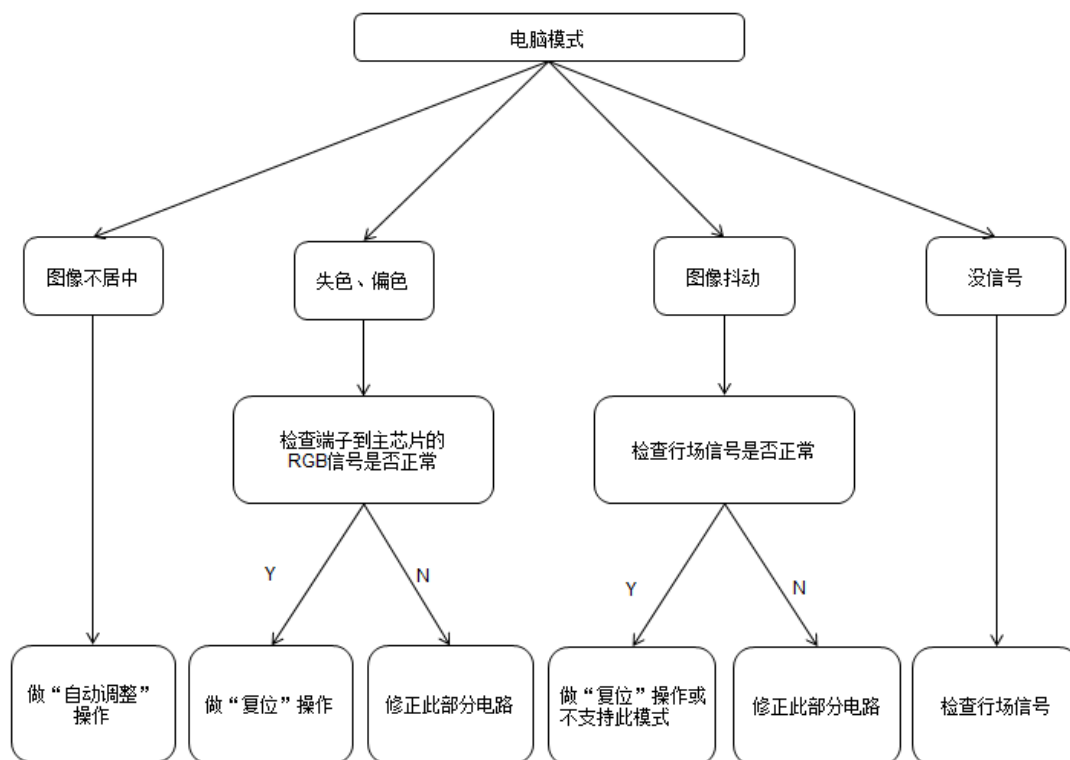 电脑模式
图像不居中
失色、偏色
图像抖动
没信号
检查端子到主芯片的
RGB信号是否正常
检查行场信号是否正常
Y
N
Y
N
做“自动调整”
操作
做“复位”操作
修正此部分电路
做“复位”操作或
不支持此模式
修正此部分电路
检查行场信号